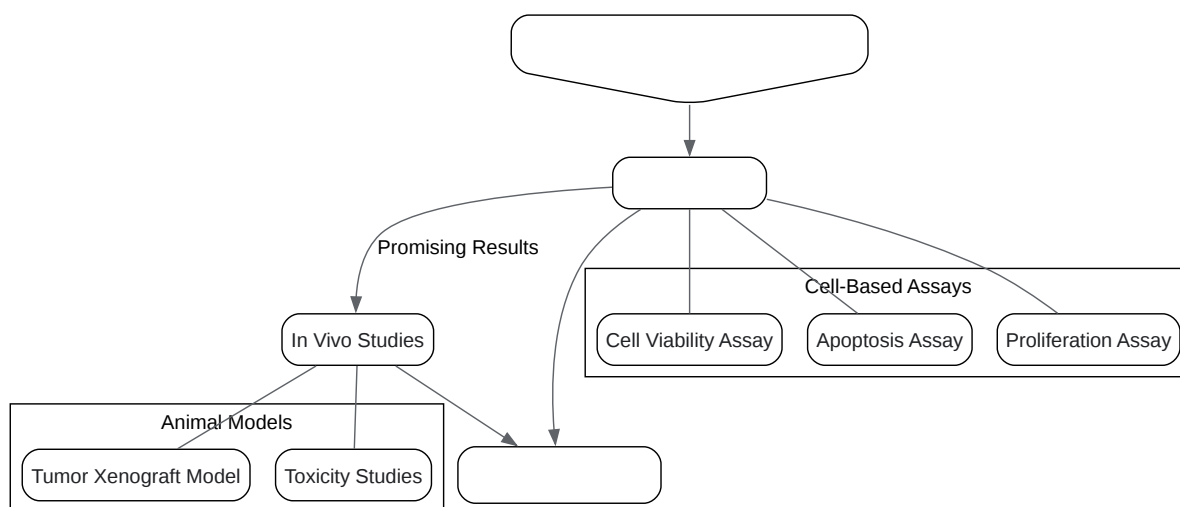 Promising Results
Cell-Based Assays
In Vivo Studies
Cell Viability Assay
Apoptosis Assay
Proliferation Assay
Animal Models
Tumor Xenograft Model
Toxicity Studies